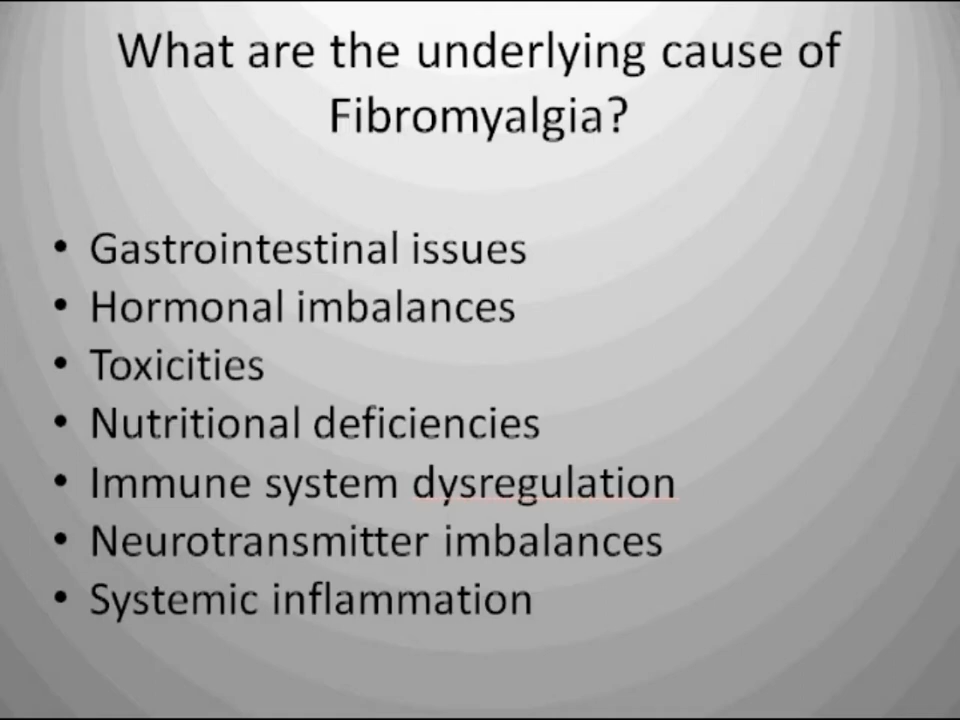 What are the underlying cause of
Fibromyalgia?
• Gastrointestinal issues
• Hormonal imbalances
• Toxicities
• Nutritional deficiencies
• Immune system dysregulation
• Neurotransmitter imbalances
• Systemic inflammation